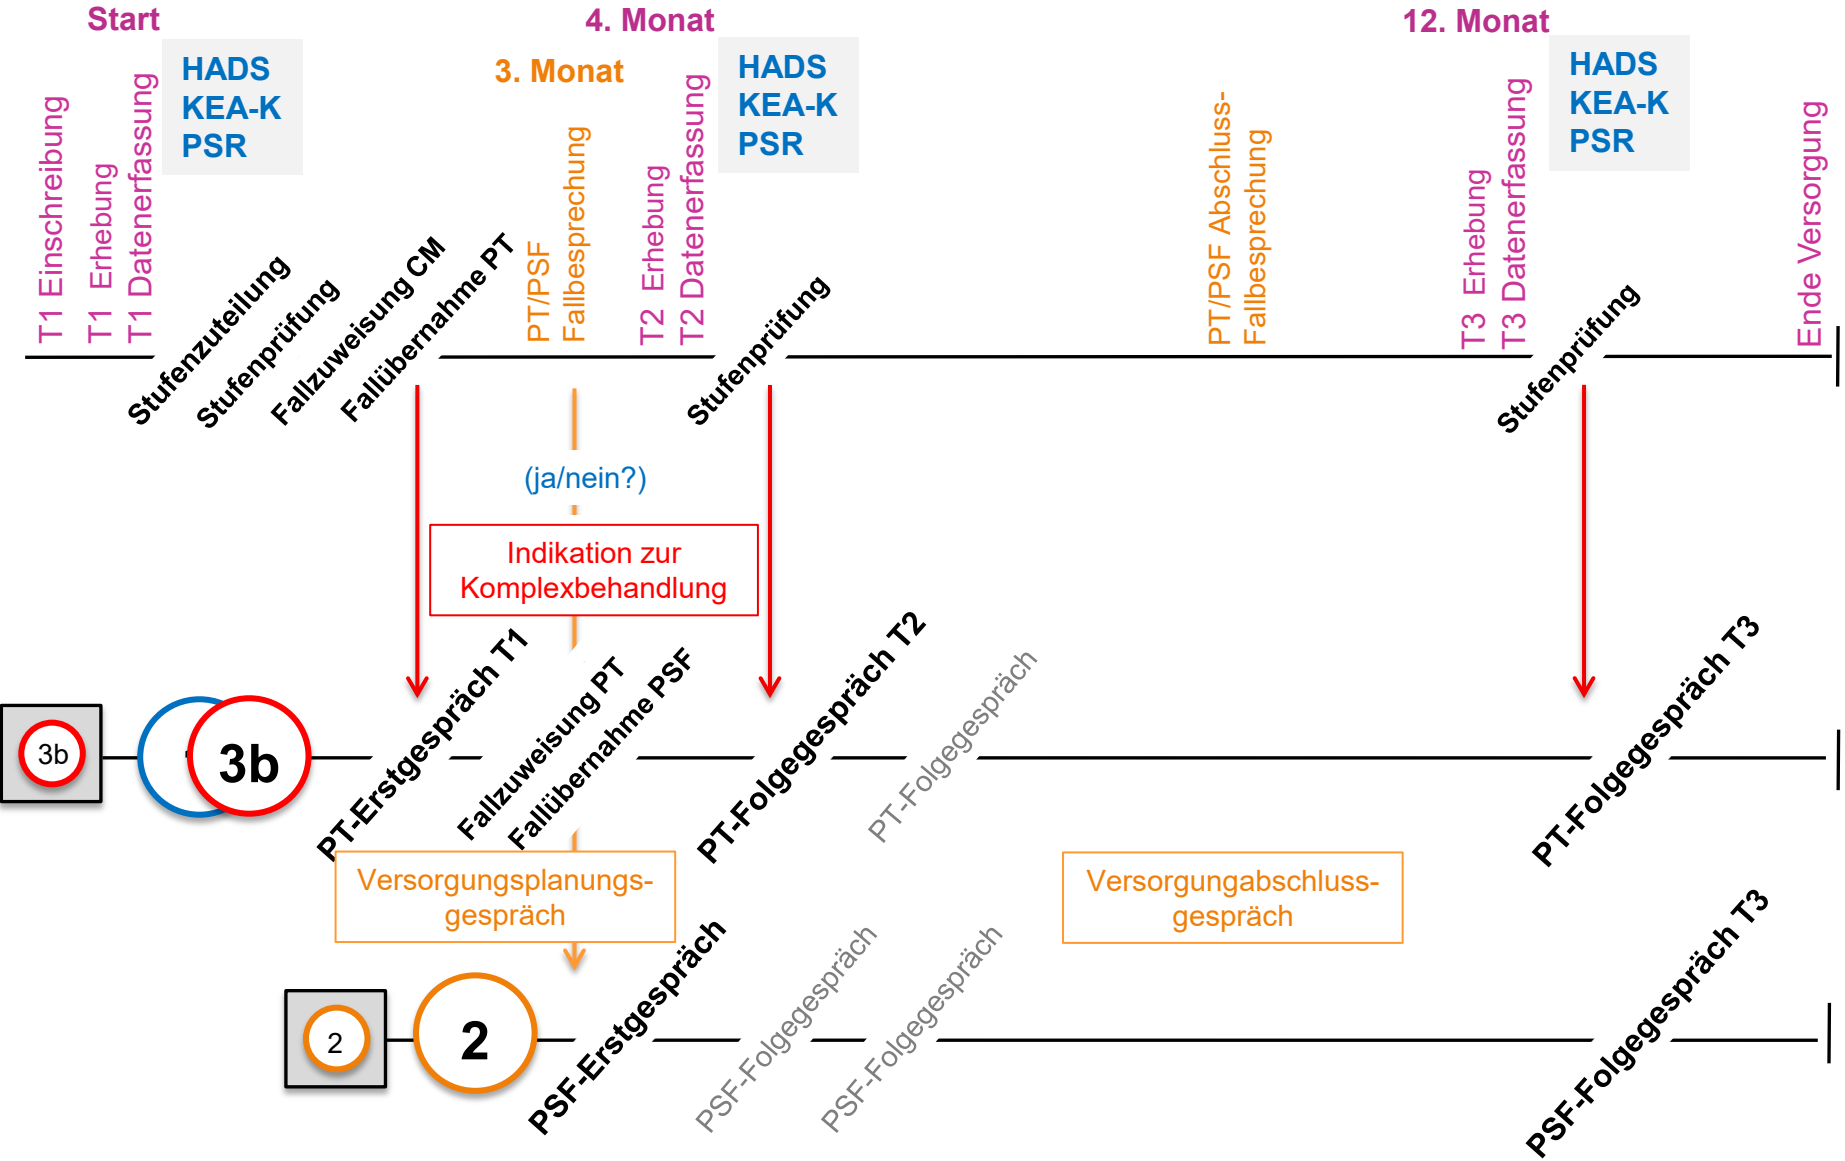 Start
4. Monat
12. Monat
3. Monat
HADS
KEA-K
PSR
HADS
KEA-K
PSR
HADS
KEA-K
PSR
T1 Einschreibung
T1 Erhebung
T1 Datenerfassung
Stufenzuteilung
Stufenprüfung
Fallzuweisung CM
Fallübernahme PT
PT/PSF
Fallbesprechung
T2 Erhebung
T2 Datenerfassung
Stufenprüfung
PT/PSF Abschluss-
Fallbesprechung
T3 Erhebung
T3 Datenerfassung
Stufenprüfung
Ende Versorgung
(ja/nein?)
Indikation zur
Komplexbehandlung
3b
3b
PT-Erstgespräch T1
Fallzuweisung PT
Fallübernahme PSF
PT-Folgegespräch T2
PT-Folgegespräch
PT-Folgegespräch T3
Versorgungsplanungs-
gespräch
Versorgungabschluss-
gespräch
2
2
PSF-Erstgespräch
PSF-Folgegespräch
PSF-Folgegespräch
PSF-Folgegespräch T3